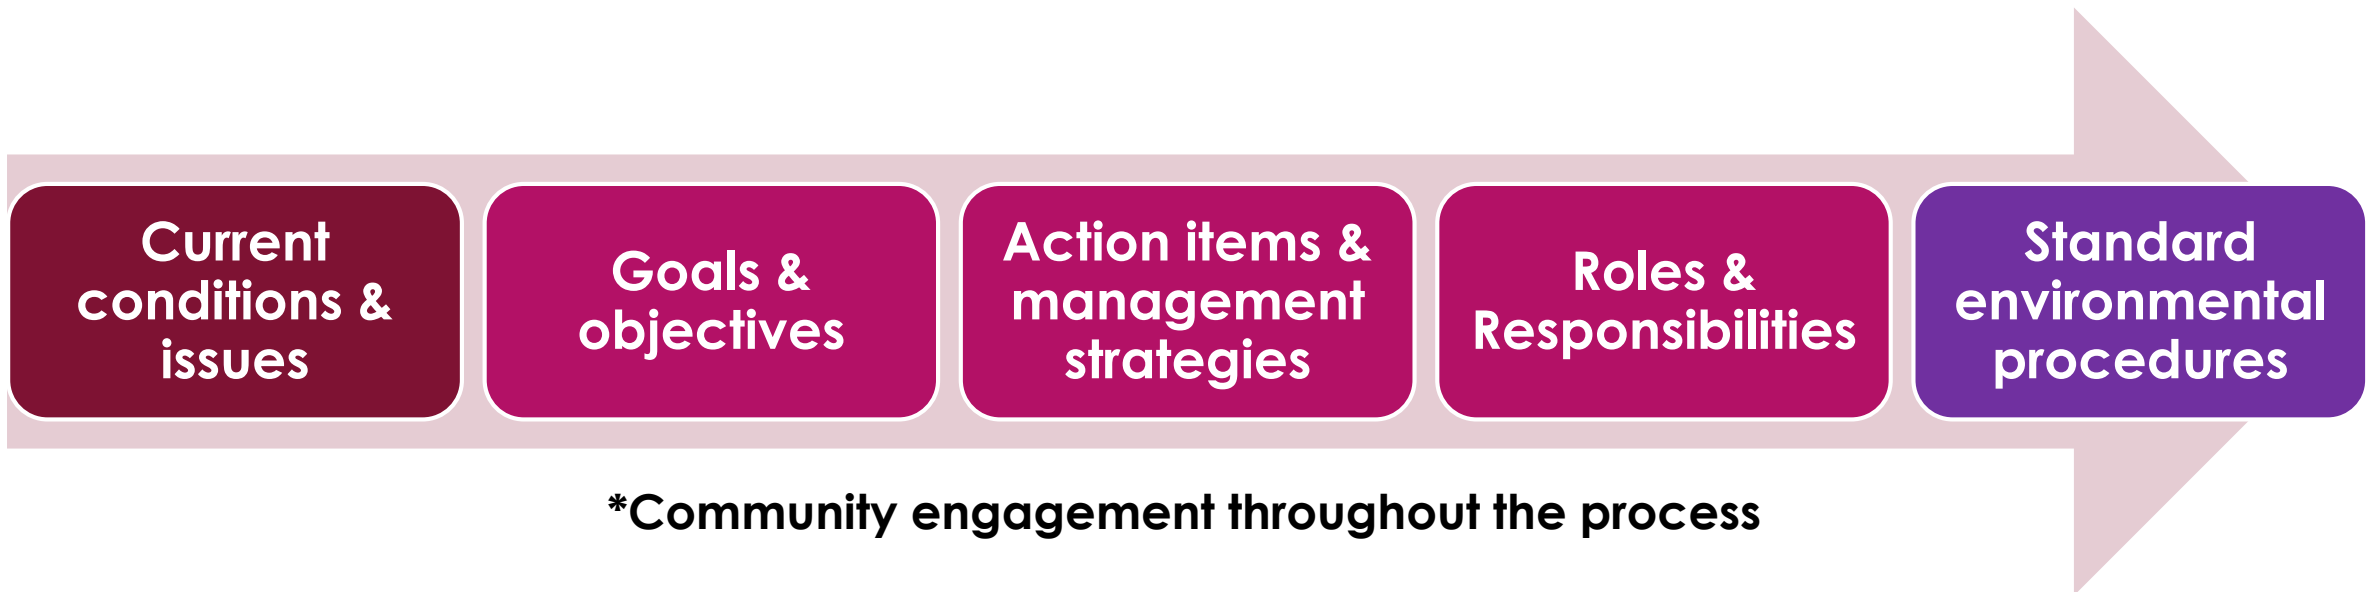 Current
conditions &
issues
Goals &
objectives
Action items &
management
strategies
Roles &
Responsibilities
Standard
environmental
procedures
*Community engagement throughout the process